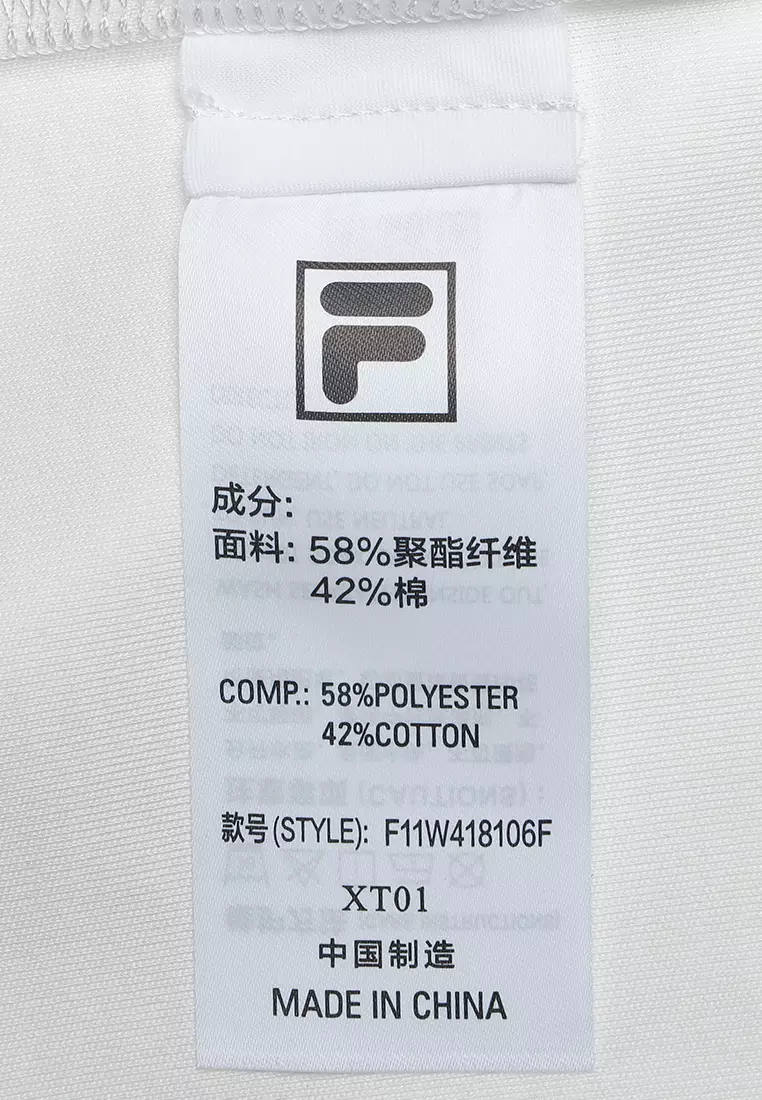 F
成分:
面料: 58%聚酯纤维
42%棉
COMP.: 58%POLYESTER
42%COTTON
款号(STYLE): F11W418106F
XT01
中国制造
MADE IN CHINA